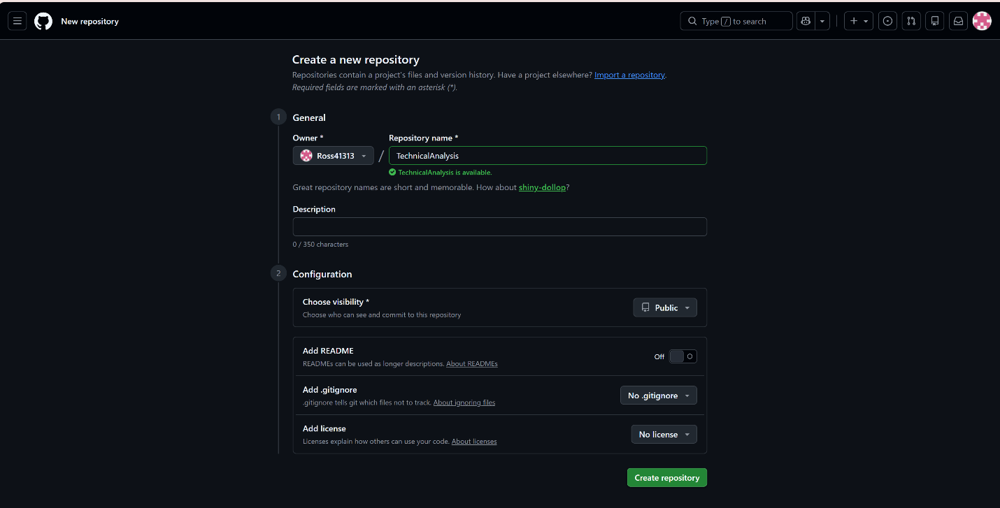 New repository
Type / to search
Create a new repository
Repositories contain a project's files and version history. Have a project elsewhere? Import a repository.
Required fields are marked with an asterisk (*).
1 General
Owner * Repository name *
Ross41313 / TechnicalAnalysis
TechnicalAnalysis is available.
Great repository names are short and memorable. How about shiny-dollop?
Description
0 / 350 characters
2 Configuration
Choose visibility *
Choose who can see and commit to this repository
Public
Add README
READMEs can be used as longer descriptions. About READMEs
Off
Add .gitignore
.gitignore tells git which files not to track. About ignoring files
No .gitignore
Add license
Licenses explain how others can use your code. About licenses
No license
Create repository